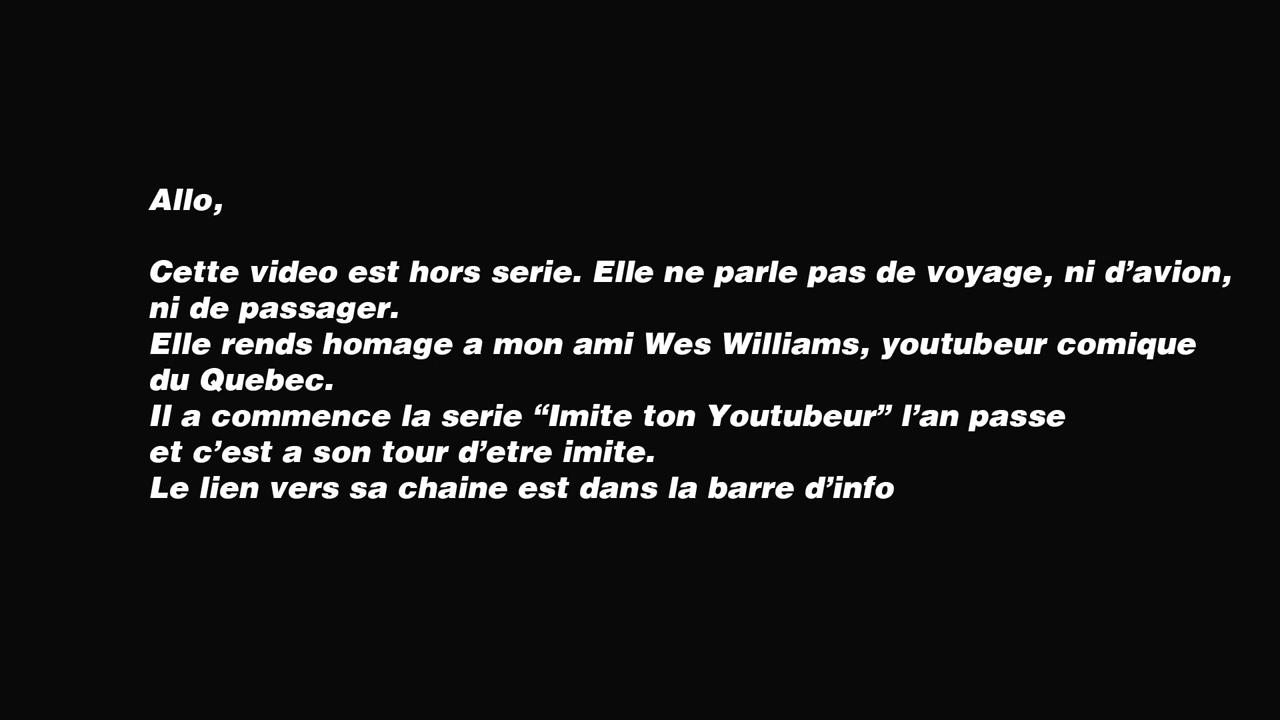 Allo,
Cette video est hors serie. Elle ne parle pas de voyage, ni d’avion,
ni de passager.
Elle rends homage a mon ami Wes Williams, youtubeur comique
du Quebec.
Il a commence la serie “Imite ton Youtubeur” l’an passe
et c’est a son tour d’etre imite.
Le lien vers sa chaine est dans la barre d’info